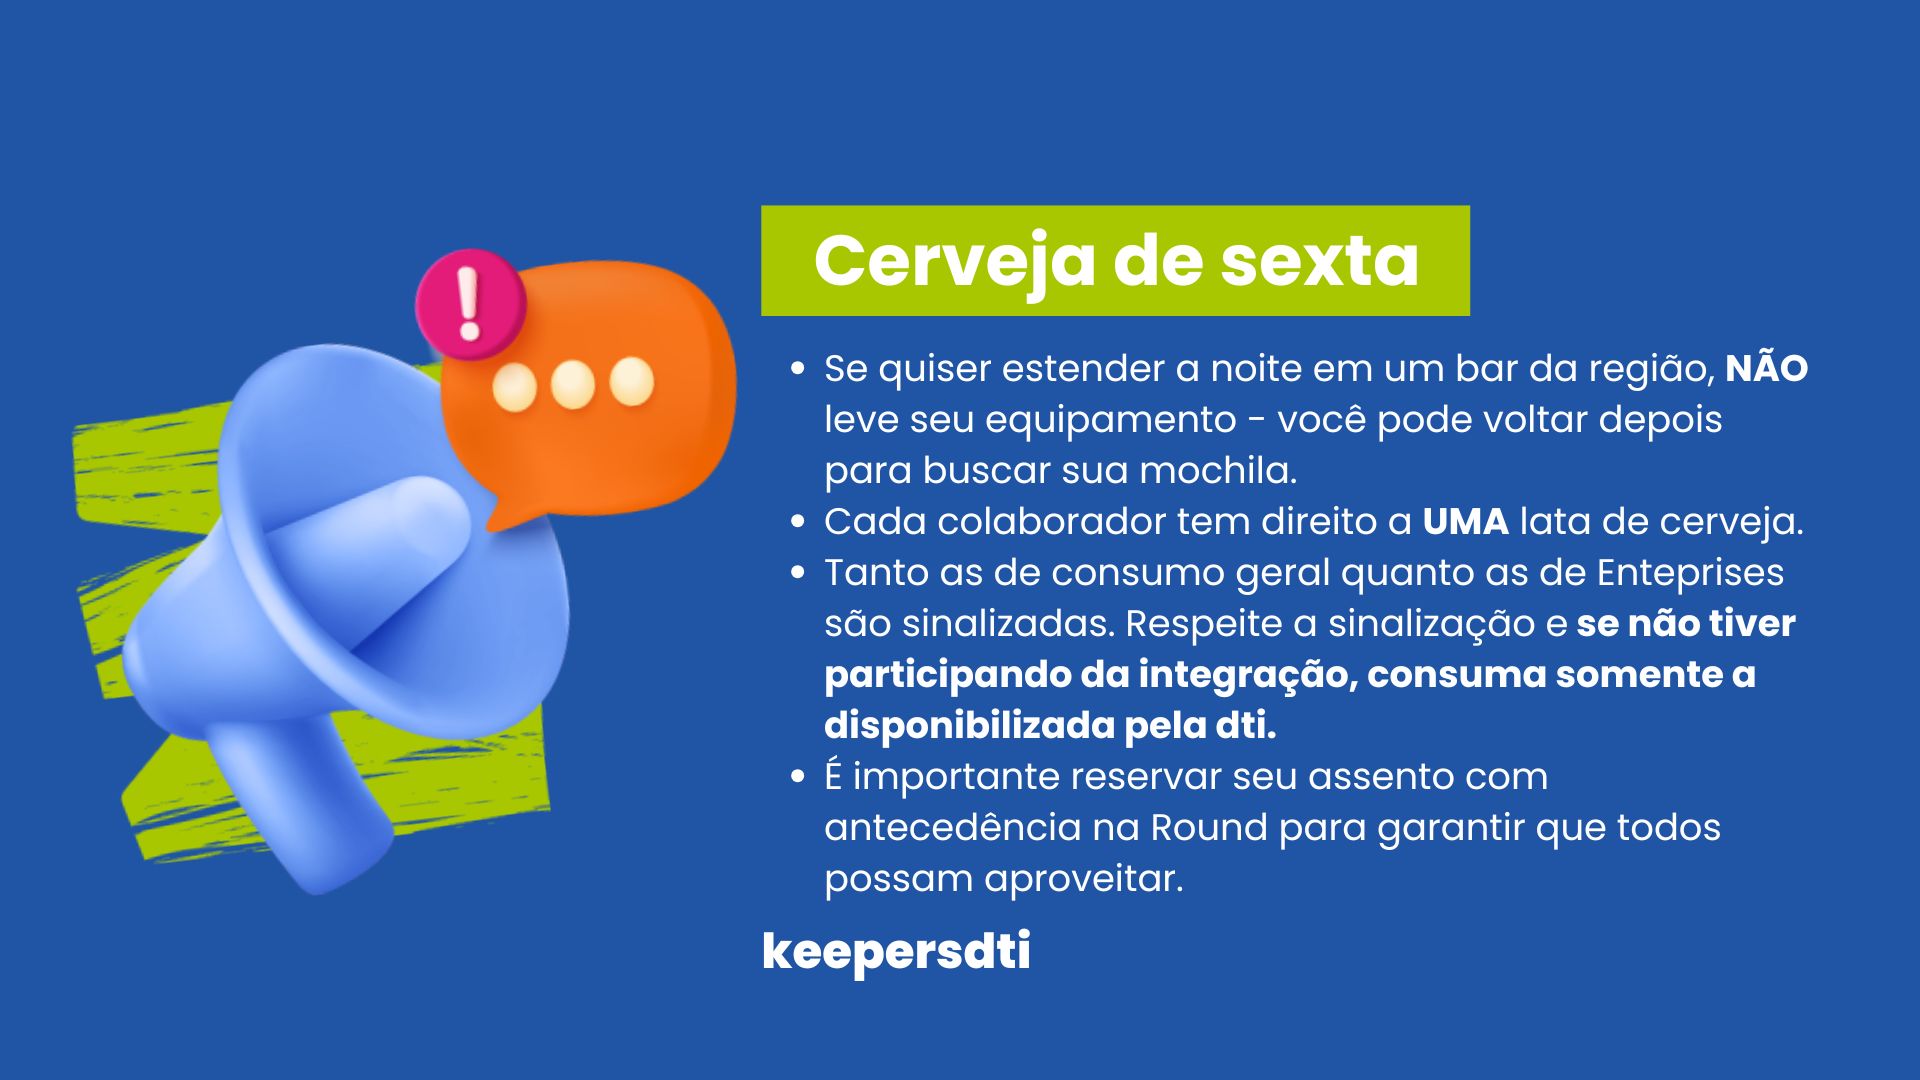 !
Cerveja de sexta
• Se quiser estender a noite em um bar da região, NÃO
leve seu equipamento - você pode voltar depois
para buscar sua mochila.
• Cada colaborador tem direito a UMA lata de cerveja.
• Tanto as de consumo geral quanto as de Enteprises
são sinalizadas. Respeite a sinalização e se não tiver
participando da integração, consuma somente a
disponibilizada pela dti.
• É importante reservar seu assento com
antecedência na Round para garantir que todos
possam aproveitar.
keepersdti